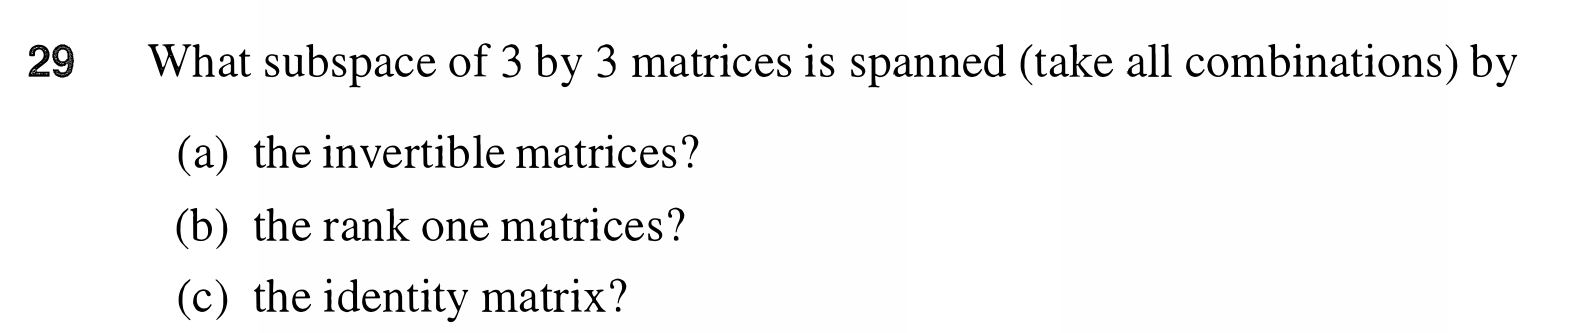 29 What subspace of 3 by 3 matrices is spanned (take all combinations) by
(a) the invertible matrices?
(b) the rank one matrices?
(c) the identity matrix?